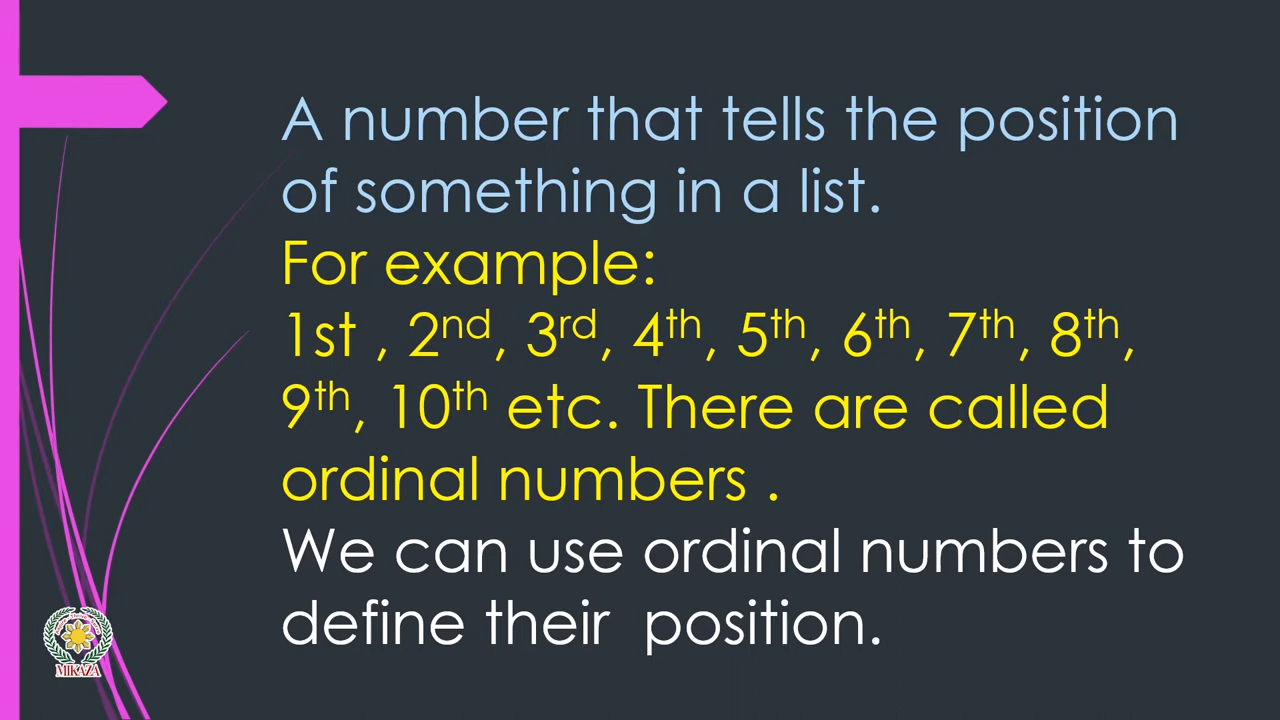 A number that tells the position
of something in a list.
For example:
1st , 2nd, 3rd, 4th, 5th, 6th, 7th, 8th,
9th, 10th etc. There are called
ordinal numbers .
We can use ordinal numbers to
define their  position.
MIKAZA